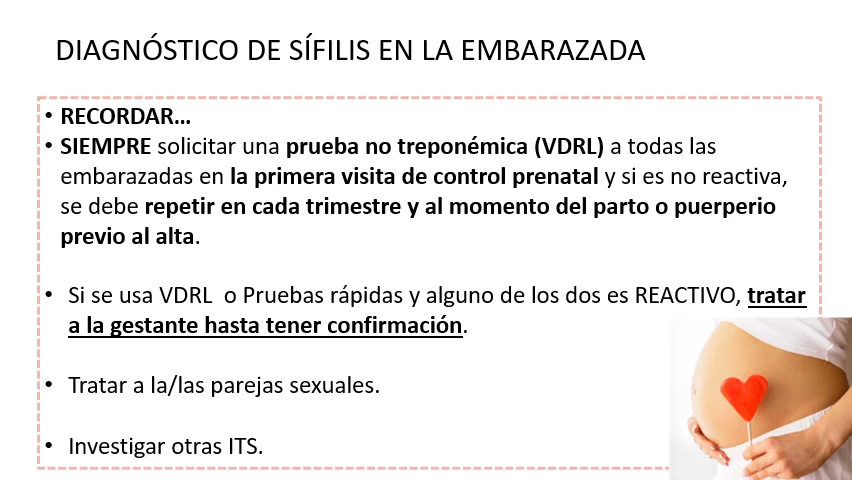 DIAGNÓSTICO DE SÍFILIS EN LA EMBARAZADA
• RECORDAR...
• SIEMPRE solicitar una prueba no treponémica (VDRL) a todas las
embarazadas en la primera visita de control prenatal y si es no reactiva,
se debe repetir en cada trimestre y al momento del parto o puerperio
previo al alta.
• Si se usa VDRL o Pruebas rápidas y alguno de los dos es REACTIVO, tratar
a la gestante hasta tener confirmación.
• Tratar a la/las parejas sexuales.
• Investigar otras ITS.